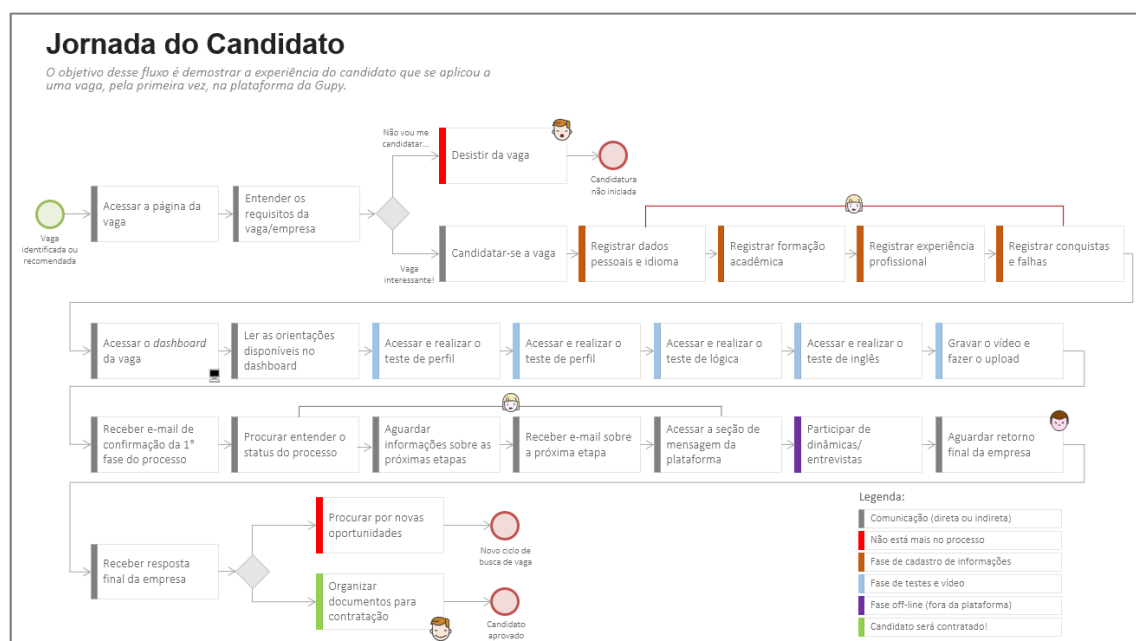 Jornada do Candidato
O objetivo desse fluxo é demostrar a experiência do candidato que se aplicou a
uma vaga, pela primeira vez, na plataforma da Gupy.
Não vou me
candidatar...
Desistir da vaga
Candidatura
não iniciada
Vaga
identificada ou
recomendada
Acessar a página da
vaga
Entender os
requisitos da
vaga/empresa
Vaga
interessante!
Candidatar-se a vaga
Registrar dados
pessoais e idioma
Registrar formação
acadêmica
Registrar experiência
profissional
Registrar conquistas
e falhas
Acessar o dashboard
da vaga
Ler as orientações
disponíveis no
dashboard
Acessar e realizar o
teste de perfil
Acessar e realizar o
teste de perfil
Acessar e realizar o
teste de lógica
Acessar e realizar o
teste de inglês
Gravar o vídeo e
fazer o upload
Receber e-mail de
confirmação da 1°
fase do processo
Procurar entender o
status do processo
Aguardar
informações sobre as
próximas etapas
Receber e-mail sobre
a próxima etapa
Acessar a seção de
mensagem da
plataforma
Participar de
dinâmicas/
entrevistas
Aguardar retorno
final da empresa
Receber resposta
final da empresa
Procurar por novas
oportunidades
Novo ciclo de
busca de vaga
Organizar
documentos para
contratação
Candidato
aprovado
Legenda:
Comunicação (direta ou indireta)
Não está mais no processo
Fase de cadastro de informações
Fase de testes e vídeo
Fase off-line (fora da plataforma)
Candidato será contratado!